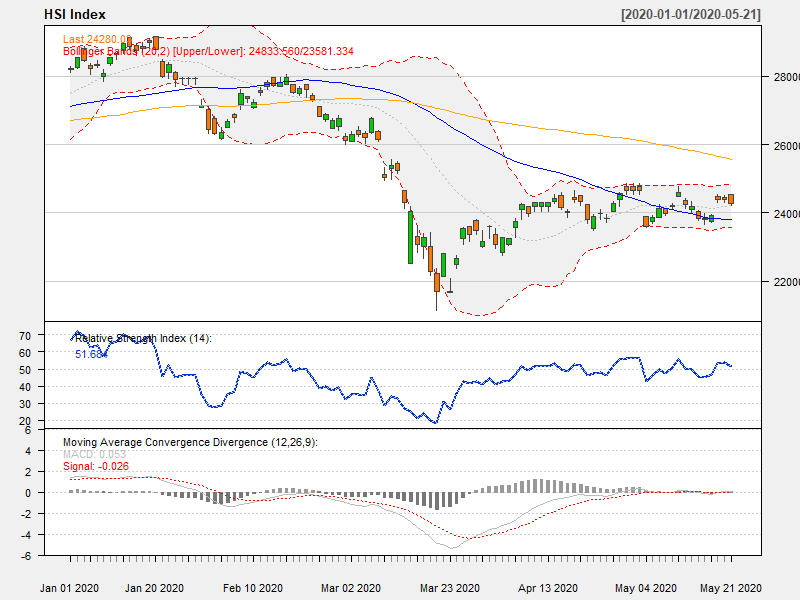 HSI Index [2020-01-01/2020-05-21]
Last 24280.03
Bollinger Bands (20,2) [Upper/Lower]: 24833.560/23581.334
28000
26000
24000
22000
Relative Strength Index (14):
51.684
70
60
50
40
30
20
Moving Average Convergence Divergence (12,26,9):
MACD: 0.053
Signal: -0.026
6
4
2
0
-2
-4
-6
Jan 01 2020 Jan 20 2020 Feb 10 2020 Mar 02 2020 Mar 23 2020 Apr 13 2020 May 04 2020 May 21 2020